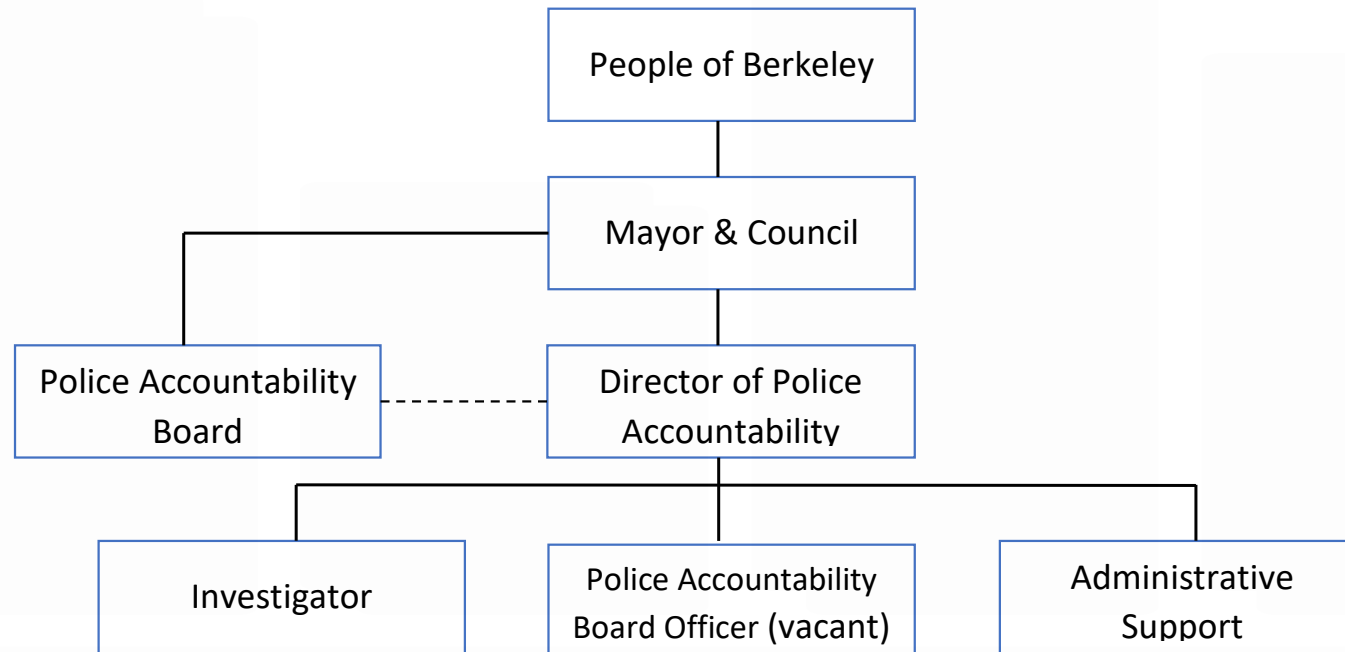 People of Berkeley
Mayor & Council
Police Accountability
Board
Director of Police
Accountability
Investigator
Police Accountability
Board Officer (vacant)
Administrative
Support